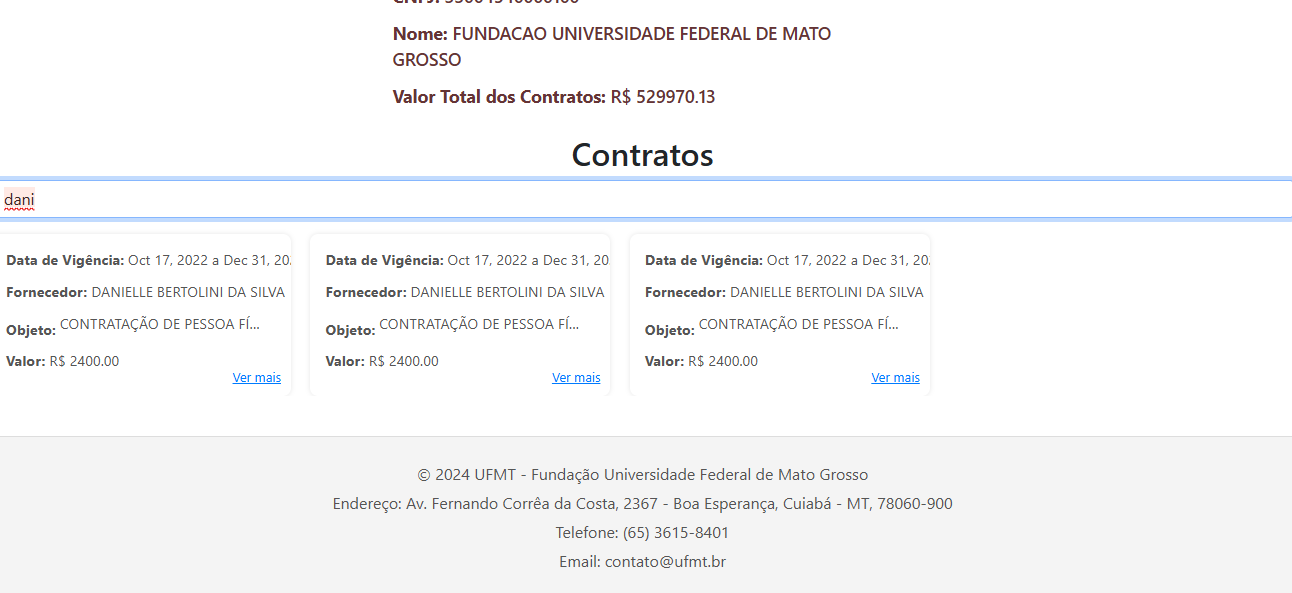 Nome: FUNDACAO UNIVERSIDADE FEDERAL DE MATO
GROSSO
Valor Total dos Contratos: R$ 529970.13
Contratos
dani
Data de Vigência: Oct 17, 2022 a Dec 31, 20
Fornecedor: DANIELLE BERTOLINI DA SILVA
Objeto: CONTRATAÇÃO DE PESSOA FÍ...
Valor: R$ 2400.00
Ver mais
Data de Vigência: Oct 17, 2022 a Dec 31, 20
Fornecedor: DANIELLE BERTOLINI DA SILVA
Objeto: CONTRATAÇÃO DE PESSOA FÍ...
Valor: R$ 2400.00
Ver mais
Data de Vigência: Oct 17, 2022 a Dec 31, 20
Fornecedor: DANIELLE BERTOLINI DA SILVA
Objeto: CONTRATAÇÃO DE PESSOA FÍ...
Valor: R$ 2400.00
Ver mais
© 2024 UFMT - Fundação Universidade Federal de Mato Grosso
Endereço: Av. Fernando Corrêa da Costa, 2367 - Boa Esperança, Cuiabá - MT, 78060-900
Telefone: (65) 3615-8401
Email: contato@ufmt.br